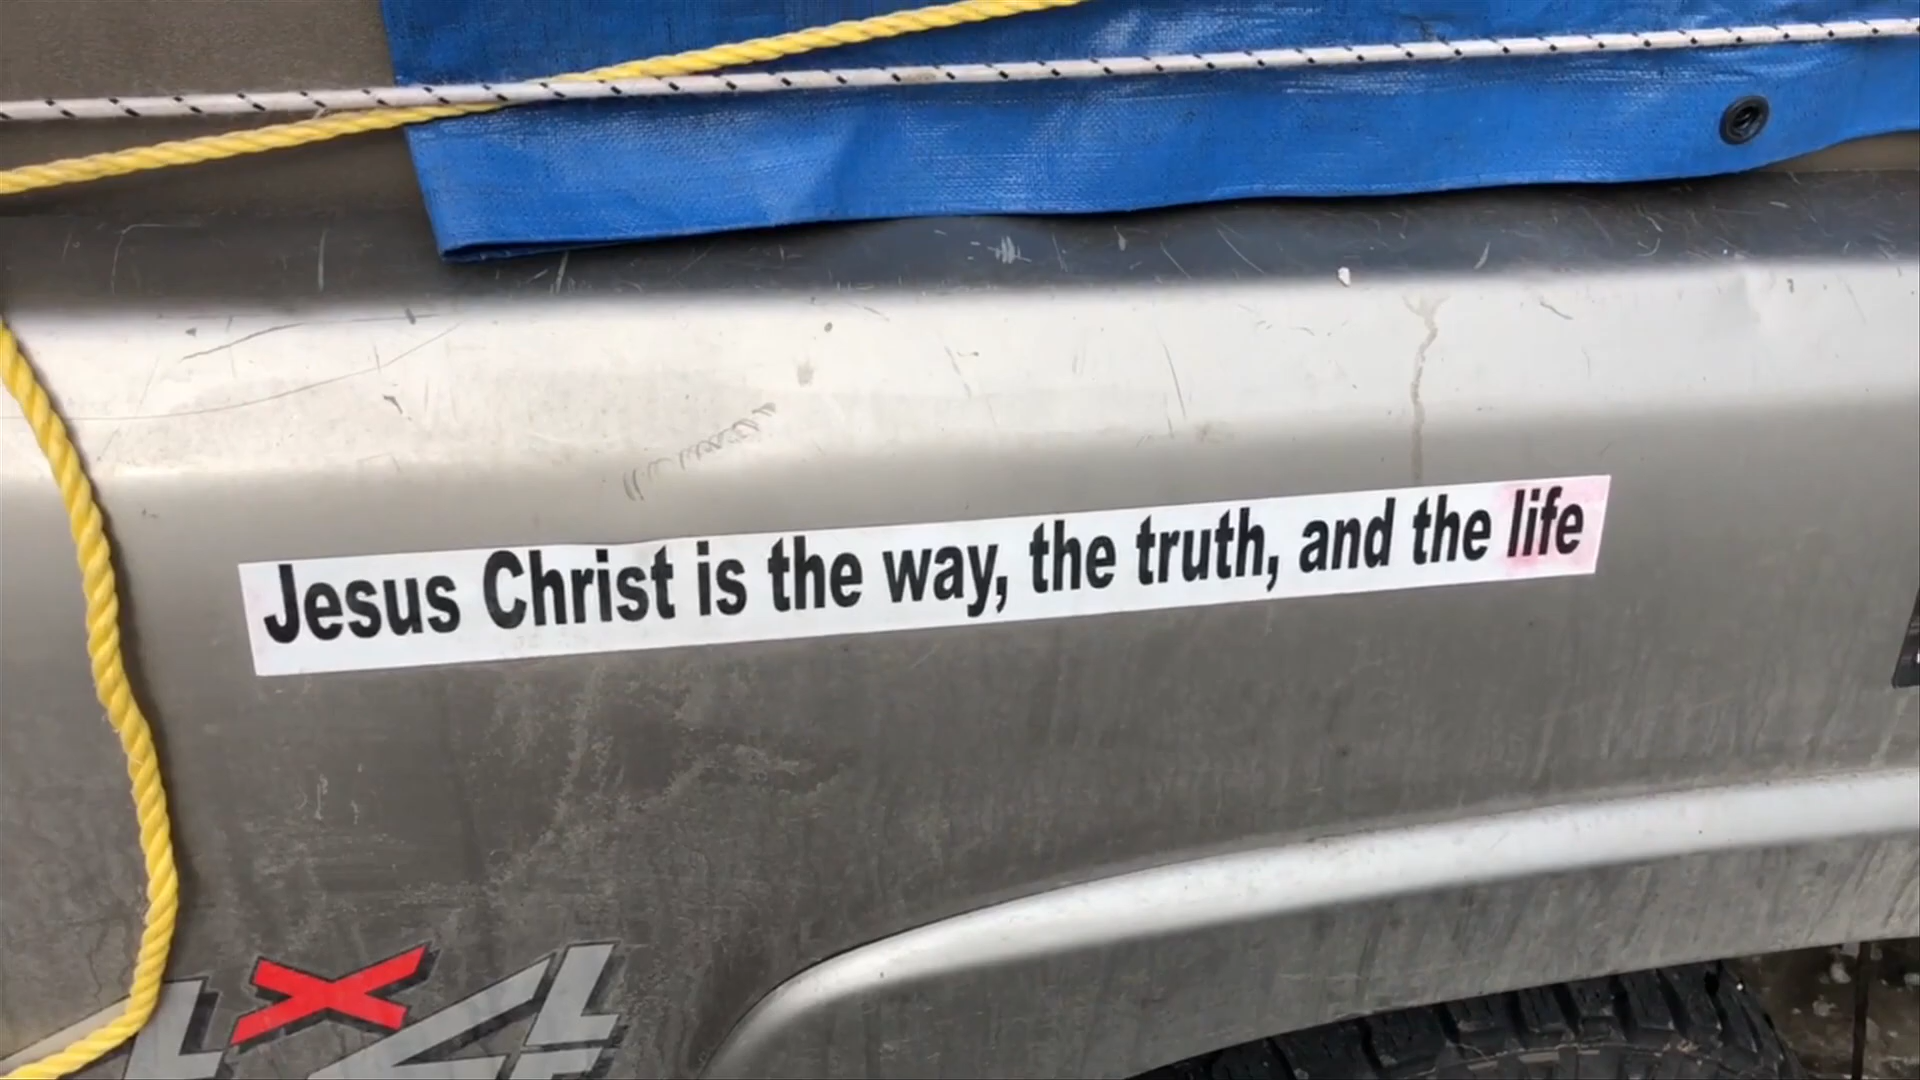 Jesus Christ is the way, the truth, and the life
4X4